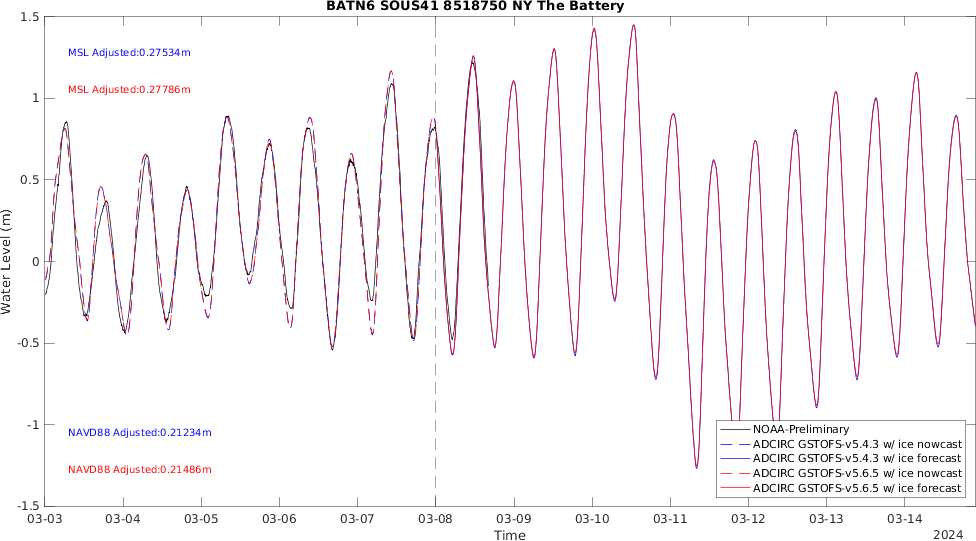 BATN6 SOUS41 8518750 NY The Battery
1.5
1
0.5
0
-0.5
-1
-1.5
Water Level (m)
MSL Adjusted:0.27534m
MSL Adjusted:0.27786m
NAVD88 Adjusted:0.21234m
NAVD88 Adjusted:0.21486m
NOAA-Preliminary
ADCIRC GSTOFS-v5.4.3 w/ ice nowcast
ADCIRC GSTOFS-v5.4.3 w/ ice forecast
ADCIRC GSTOFS-v5.6.5 w/ ice nowcast
ADCIRC GSTOFS-v5.6.5 w/ ice forecast
03-03 03-04 03-05 03-06 03-07 03-08 03-09 03-10 03-11 03-12 03-13 03-14
Time
2024